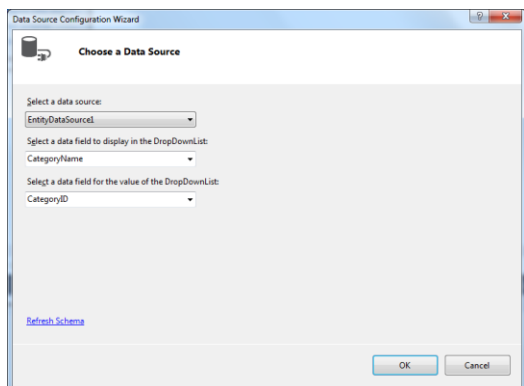 Data Source Configuration Wizard
?
Choose a Data Source
Select a data source:
EntityDataSource1
Select a data field to display in the DropDownList:
CategoryName
Select a data field for the value of the DropDownList:
CategoryID
Refresh Schema
OK
Cancel